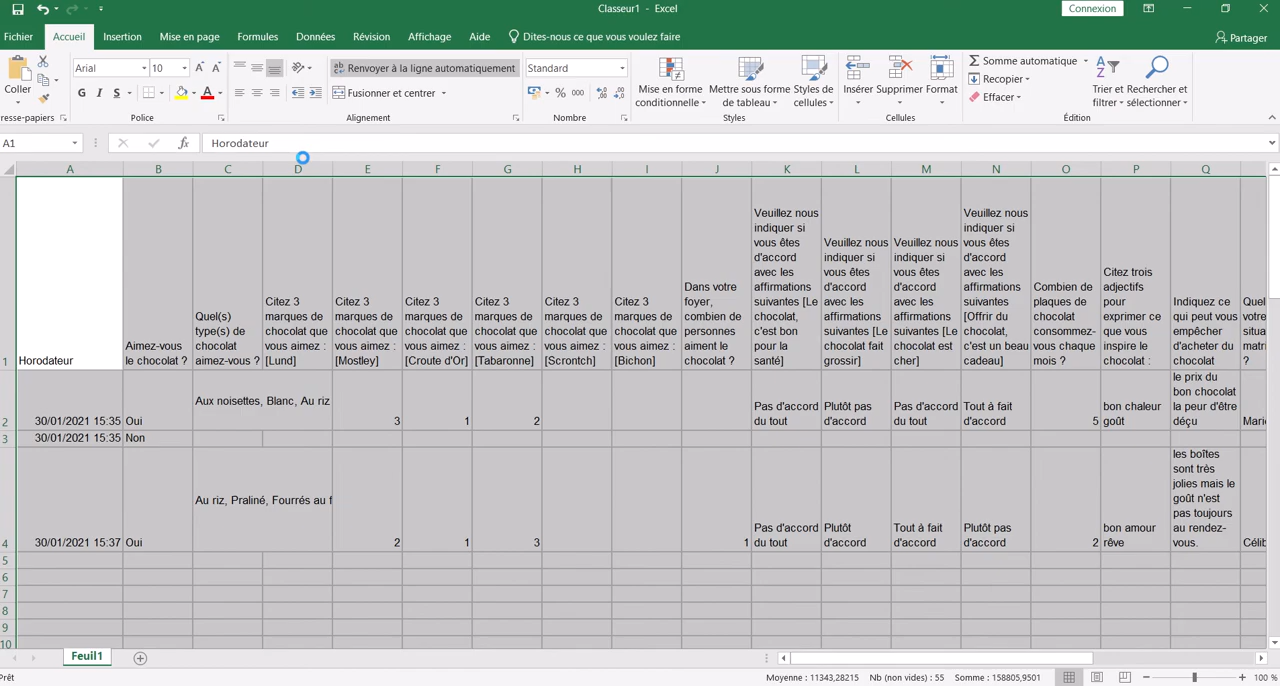 Classeur1 - Excel
Connexion
Fichier Accueil Insertion Mise en page Formules Données Révision Affichage Aide Dites-nous ce que vous voulez faire Partager
Coller
Arial 10
G I S
Renvoyer à la ligne automatiquement
Fusionner et centrer
Standard
% 000
Mise en forme conditionnelle
Mettre sous forme de tableau
Styles de cellules
Insérer Supprimer Format
Somme automatique
Recopier
Effacer
Trier et filtrer
Rechercher et sélectionner
resse-papiers Police Alignement Nombre Styles Cellules Édition
A1 fx Horodateur
A B C D E F G H I J K L M N O P Q
1
Horodateur
Aimez-vous
le chocolat ?
Quel(s)
type(s) de
chocolat
aimez-vous ?
Citez 3
marques de
chocolat que
vous aimez :
[Lund]
Citez 3
marques de
chocolat que
vous aimez :
[Mostley]
Citez 3
marques de
chocolat que
vous aimez :
[Croute d'Or]
Citez 3
marques de
chocolat que
vous aimez :
[Tabaronne]
Citez 3
marques de
chocolat que
vous aimez :
[Scrontch]
Citez 3
marques de
chocolat que
vous aimez :
[Bichon]
Dans votre
foyer,
combien de
personnes
aiment le
chocolat ?
Veuillez nous
indiquer si
vous êtes
d'accord
avec les
affirmations
suivantes [Le
chocolat,
c'est bon
pour la
santé]
Veuillez nous
indiquer si
vous êtes
d'accord
avec les
affirmations
suivantes [Le
chocolat fait
grossir]
Veuillez nous
indiquer si
vous êtes
d'accord
avec les
affirmations
suivantes [Le
chocolat est
cher]
Veuillez nous
indiquer si
vous êtes
d'accord
avec les
affirmations
suivantes
[Offrir du
chocolat,
c'est un beau
cadeau]
Combien de
plaques de
chocolat
consommez-
vous chaque
mois ?
Citez trois
adjectifs
pour
exprimer ce
que vous
inspire le
chocolat :
Indiquez ce
qui peut vous
empêcher
d'acheter du
chocolat
Quel
votre
situa
matri
?
2 30/01/2021 15:35 Oui
Aux noisettes, Blanc, Au riz
3 1 2
Pas d'accord
du tout
Plutôt pas
d'accord
Pas d'accord
du tout
Tout à fait
d'accord
5
bon chaleur
goût
le prix du
bon chocolat
la peur d'être
déçu
Marié
3 30/01/2021 15:35 Non
4 30/01/2021 15:37 Oui
Au riz, Praliné, Fourrés au f
2 1 3 1
Pas d'accord
du tout
Plutôt
d'accord
Tout à fait
d'accord
Plutôt pas
d'accord
2
bon amour
rêve
les boîtes
sont très
jolies mais le
goût n'est
pas toujours
au rendez-
vous.
Célib
5
6
7
8
9
10
Feuil1
Prêt Moyenne : 11343,28215 Nb (non vides) : 55 Somme : 158805,9501 100 %